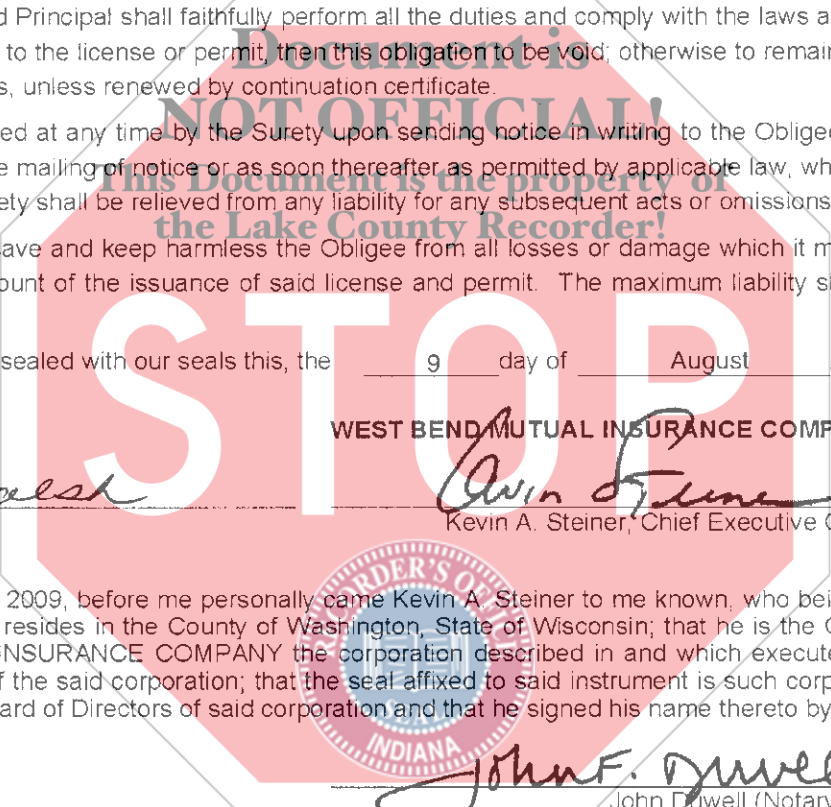 d Principal shall faithfully perform all the duties and comply with the laws a
to the license or permit, then this obligation to be void; otherwise to remain
s, unless renewed by continuation certificate.
ed at any time by the Surety upon sending notice in writing to the Obligee
e mailing of notice or as soon thereafter as permitted by applicable law, wh
ety shall be relieved from any liability for any subsequent acts or omissions
Document is
NOT OFFICIAL!
This Document is the property of
the Lake County Recorder!
ave and keep harmless the Obligee from all losses or damage which it m
ount of the issuance of said license and permit. The maximum liability s
STOP
sealed with our seals this, the 9 day of August
WEST BEND MUTUAL INSURANCE COMP
Kevin A. Steiner, Chief Executive O
2009, before me personally came Kevin A. Steiner to me known, who bei
resides in the County of Washington, State of Wisconsin; that he is the C
NSURANCE COMPANY the corporation described in and which execute
f the said corporation; that the seal affixed to said instrument is such corp
ard of Directors of said corporation and that he signed his name thereto by
RDER'S OF
SEAL
INDIANA
John F. Duwell
John Duwell (Notary